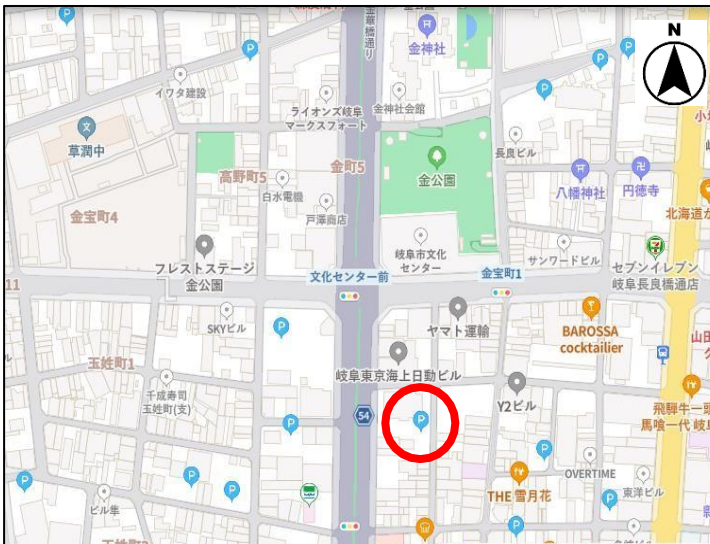 P
P
金華橋通り
金神社
N
イワタ建設
P
ライオンズ岐阜
マークスフォート
金神社会館
文
草潤中
金公園
長良ビル
高野町5
金町5
白水電機
八幡神社
円徳寺
戸澤商店
金宝町4
岐阜市文化
センター
北海道か
フレストステージ
金公園
サンワードビル
セブンイレブン
岐阜長良橋通店
文化センター前
金宝町1
11
SKYビル
P
ヤマト運輸
BAROSSA
cocktailier
山田
玉姓町1
岐阜東京海上日動ビル
千成寿司
玉姓町(支)
Y2ビル
飛騨牛一頭
馬喰一代 岐阜
54
P
P
P
OVERTIME
P
P
THE 雪月花
P
東洋ビル
ビル隼